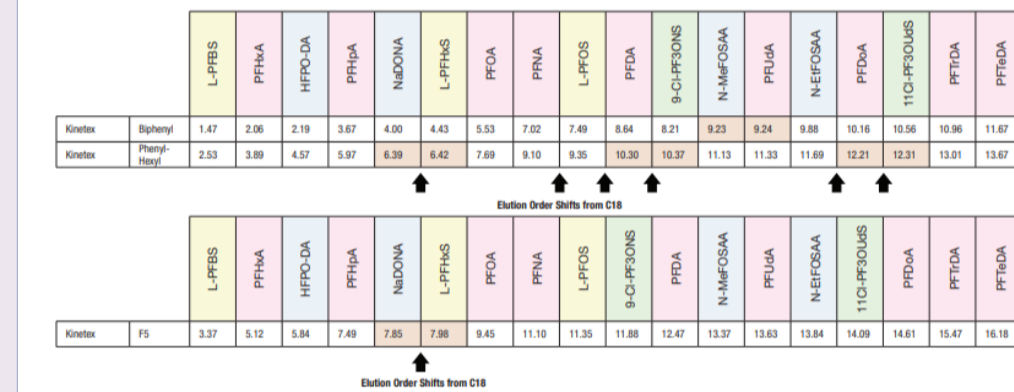 L-PFBS PFHxA HFPO-DA PFHpA NaDONA L-PFHxS PFOA PFNA L-PFOS PFDA 9-Cl-PF3ONS N-MeFOSAA PFUdA N-EtFOSAA PFDoA 11Cl-PF3OUdS PFTrDA PFTeDA
Kinetex Biphenyl 1.47 2.06 2.19 3.67 4.00 4.43 5.53 7.02 7.49 8.64 8.21 9.23 9.24 9.88 10.16 10.56 10.96 11.67
Kinetex Phenyl-Hexyl 2.53 3.89 4.57 5.97 6.39 6.42 7.69 9.10 9.35 10.30 10.37 11.13 11.33 11.69 12.21 12.31 13.01 13.67
Elution Order Shifts from C18
L-PFBS PFHxA HFPO-DA PFHpA NaDONA L-PFHxS PFOA PFNA L-PFOS 9-Cl-PF3ONS PFDA N-MeFOSAA PFUdA N-EtFOSAA 11Cl-PF3OUdS PFDoA PFTrDA PFTeDA
Kinetex F5 3.37 5.12 5.84 7.49 7.85 7.98 9.45 11.10 11.35 11.88 12.47 13.37 13.63 13.84 14.09 14.61 15.47 16.18
Elution Order Shifts from C18